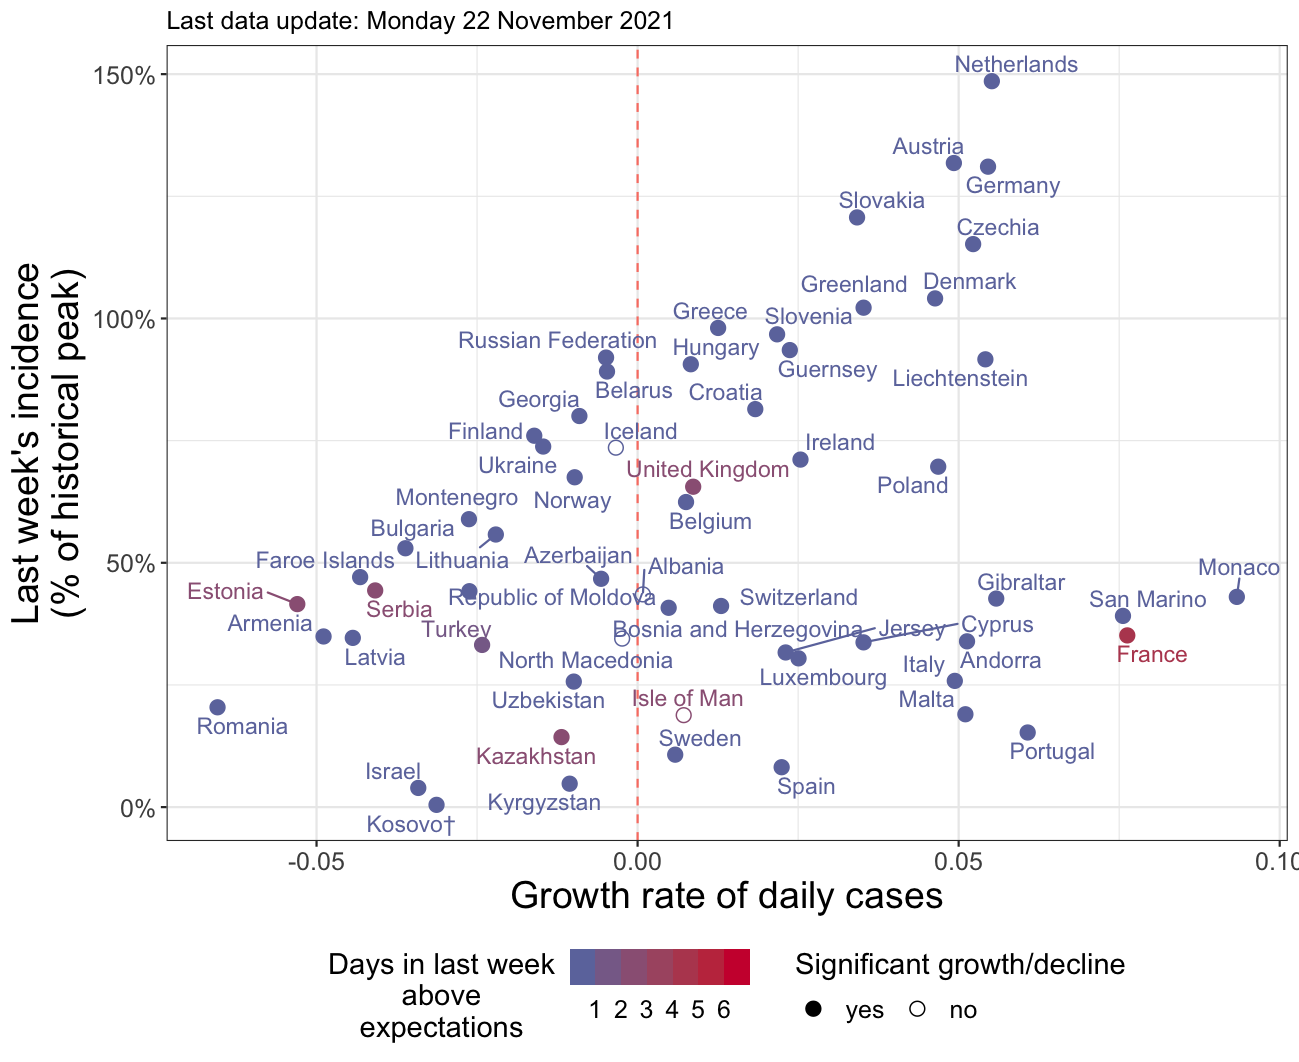 Last data update: Monday 22 November 2021
Last week's incidence
(% of historical peak)
150%
100%
50%
0%
Netherlands
Austria
Germany
Slovakia
Czechia
Greenland
Denmark
Greece
Slovenia
Russian Federation
Hungary
Guernsey
Liechtenstein
Belarus
Croatia
Georgia
Finland
Iceland
Ireland
Ukraine
United Kingdom
Poland
Montenegro
Norway
Bulgaria
Belgium
Faroe Islands
Lithuania
Azerbaijan
Albania
Monaco
Estonia
Republic of Moldova
Switzerland
Gibraltar
San Marino
Serbia
Armenia
Turkey
Bosnia and Herzegovina
Jersey
Cyprus
Latvia
North Macedonia
Italy
Andorra
France
Luxembourg
Uzbekistan
Isle of Man
Malta
Romania
Sweden
Portugal
Kazakhstan
Israel
Spain
Kyrgyzstan
Kosovo†
-0.05
0.00
0.05
0.10
Growth rate of daily cases
Days in last week
above
expectations
1 2 3 4 5 6
Significant growth/decline
yes
no